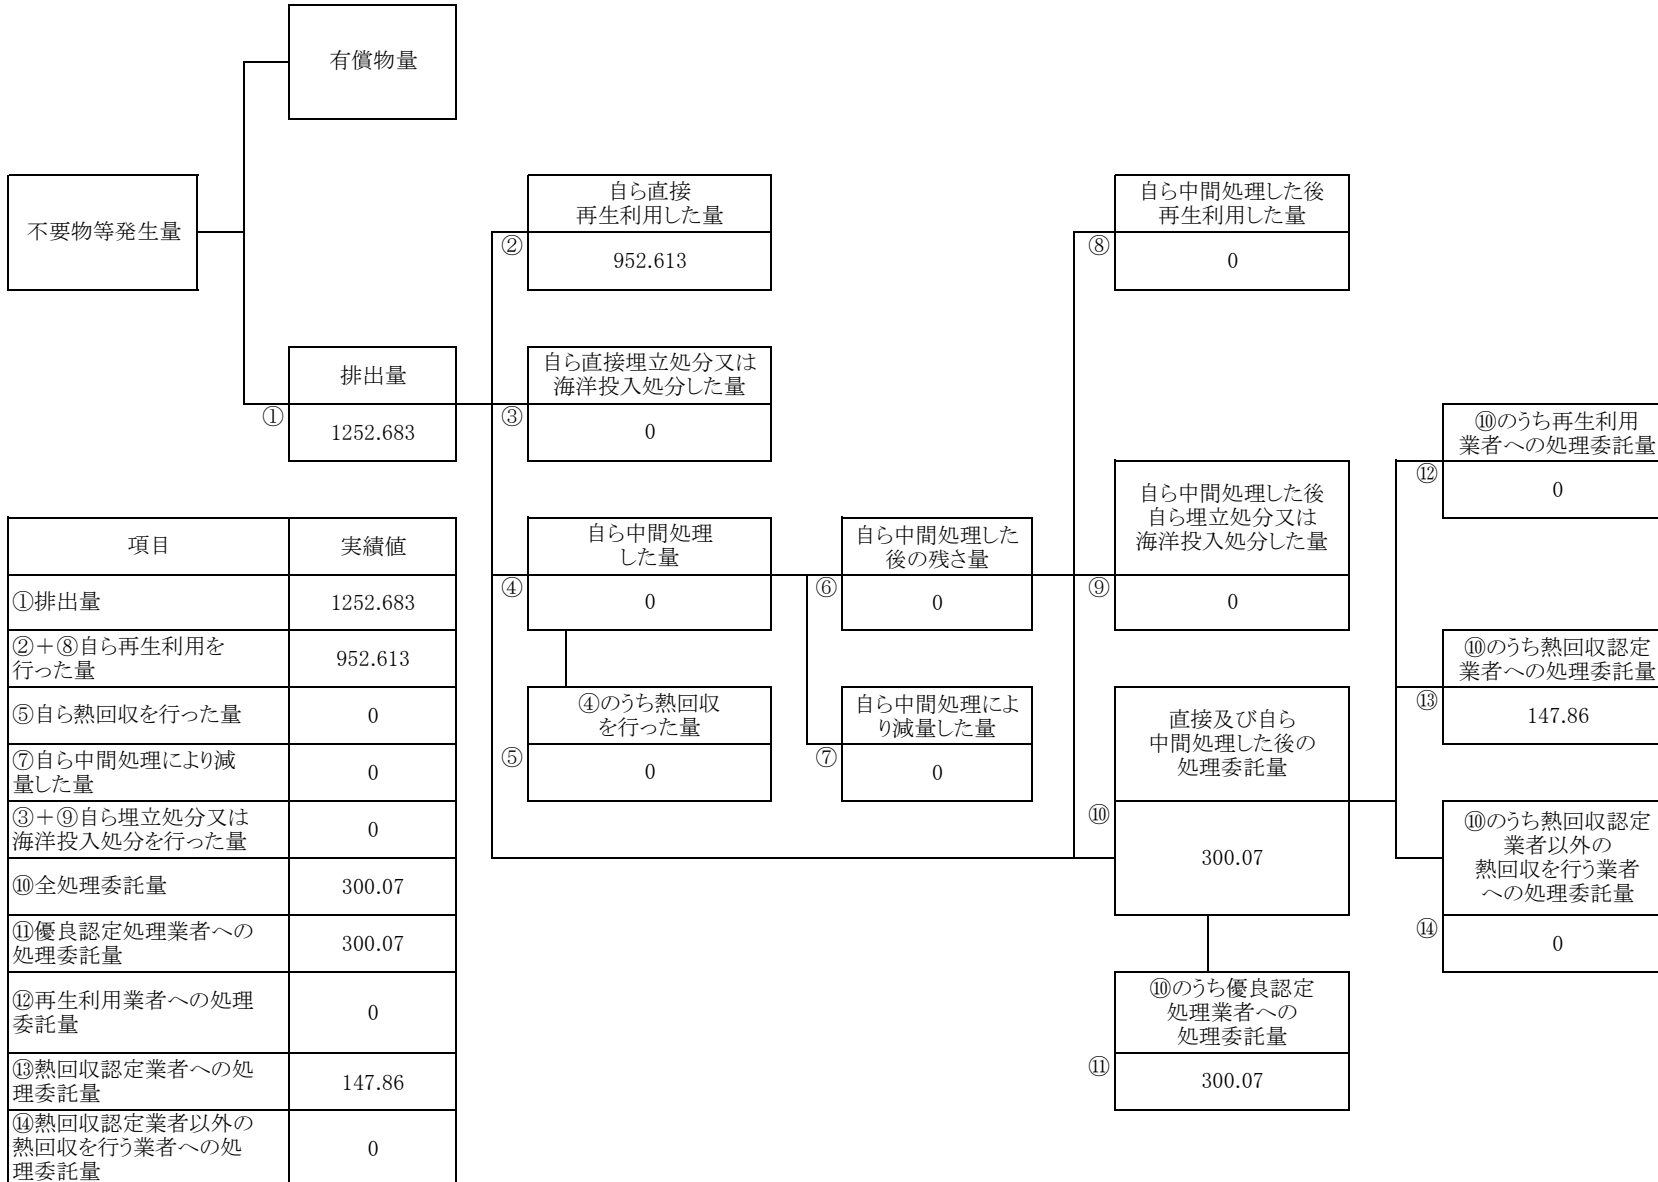 有償物量
不要物等発生量
自ら直接
再生利用した量
②
952.613
自ら中間処理した後
再生利用した量
⑧
0
排出量
①
1252.683
自ら直接埋立処分又は
海洋投入処分した量
③
0
⑩のうち再生利用
業者への処理委託量
⑫
0
自ら中間処理
した量
④
0
自ら中間処理した
後の残さ量
⑥
0
自ら中間処理した後
自ら埋立処分又は
海洋投入処分した量
⑨
0
④のうち熱回収
を行った量
⑤
0
自ら中間処理によ
り減量した量
⑦
0
直接及び自ら
中間処理した後の
処理委託量
⑩
300.07
⑩のうち熱回収認定
業者への処理委託量
⑬
147.86
⑩のうち熱回収認定
業者以外の
熱回収を行う業者
への処理委託量
⑭
0
⑩のうち優良認定
処理業者への
処理委託量
⑪
300.07
項目 実績値
①排出量 1252.683
②+⑧自ら再生利用を
行った量 952.613
⑤自ら熱回収を行った量 0
⑦自ら中間処理により減
量した量 0
③+⑨自ら埋立処分又は
海洋投入処分を行った量 0
⑩全処理委託量 300.07
⑪優良認定処理業者への
処理委託量 300.07
⑫再生利用業者への処理
委託量 0
⑬熱回収認定業者への処
理委託量 147.86
⑭熱回収認定業者以外の
熱回収を行う業者への処
理委託量 0